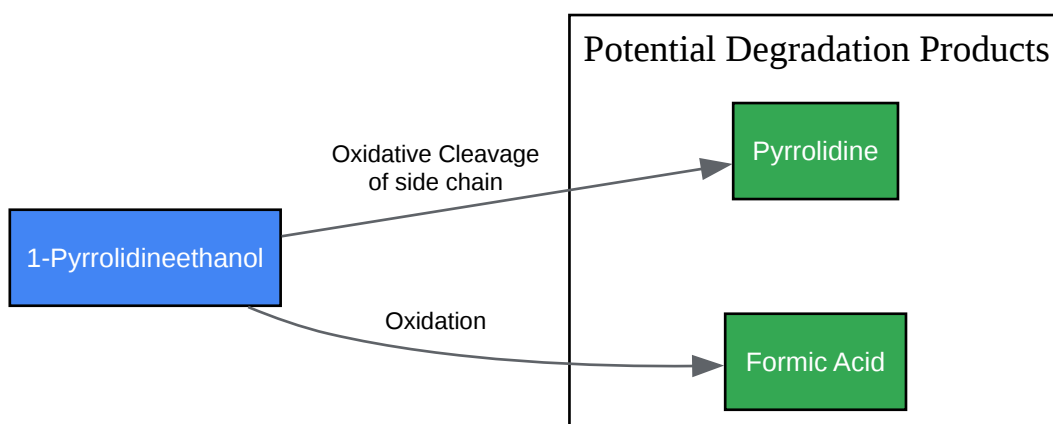 Potential Degradation Products
Pyrrolidine
Oxidative Cleavage
of side chain
1-Pyrrolidineethanol
Oxidation
Formic Acid